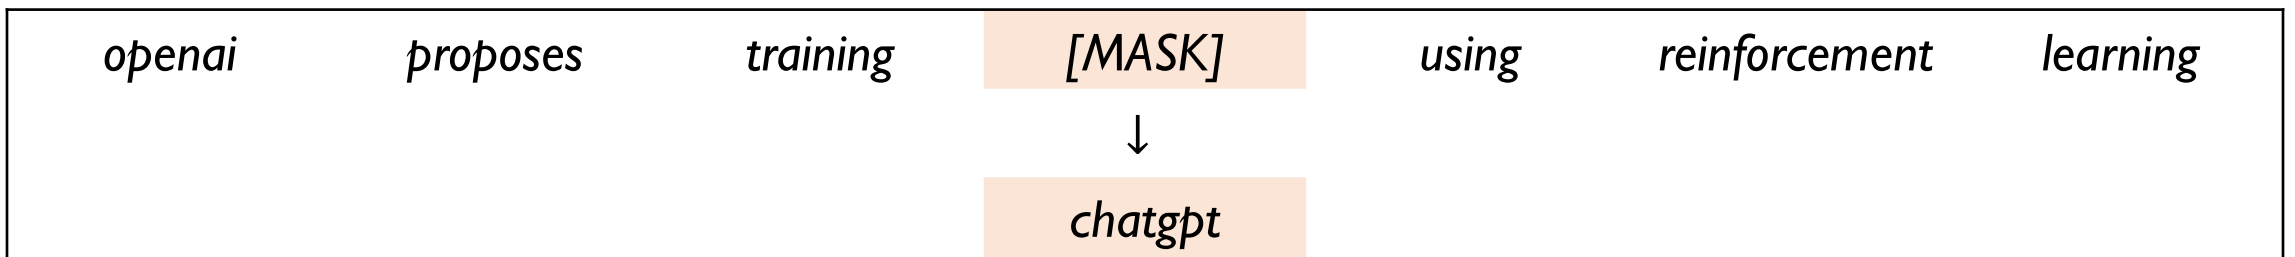 openai proposes training [MASK] using reinforcement learning
↓
chatgpt